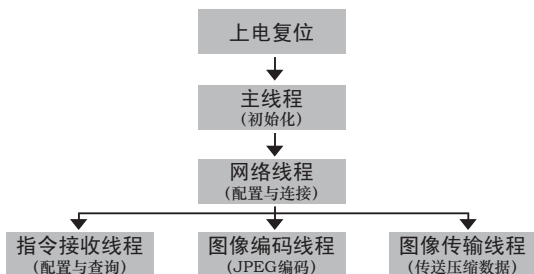 上电复位
主线程
(初始化)
网络线程
(配置与连接)
指令接收线程
(配置与查询)
图像编码线程
(JPEG编码)
图像传输线程
(传送压缩数据)